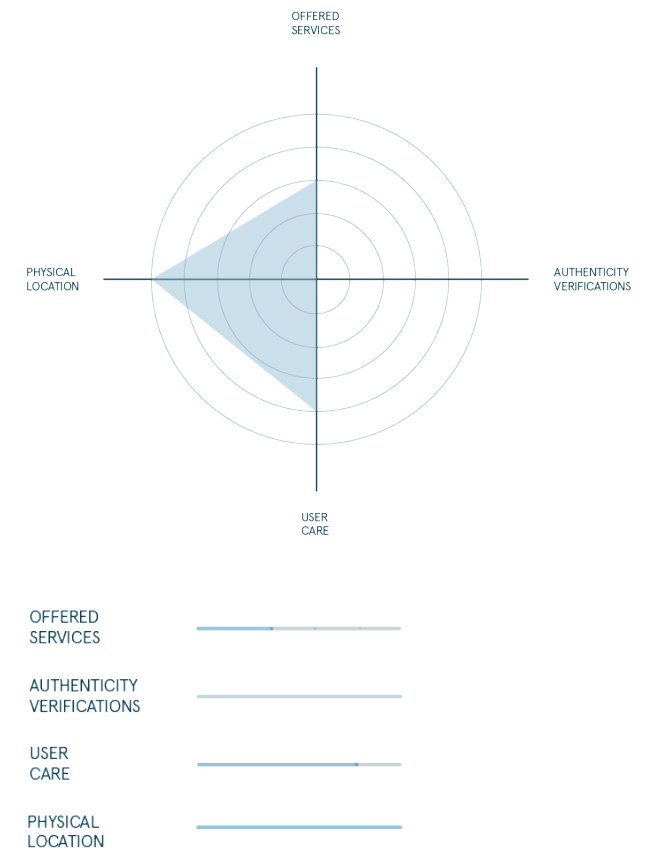 OFFERED
SERVICES
PHYSICAL
LOCATION
AUTHENTICITY
VERIFICATIONS
USER
CARE
OFFERED
SERVICES
AUTHENTICITY
VERIFICATIONS
USER
CARE
PHYSICAL
LOCATION